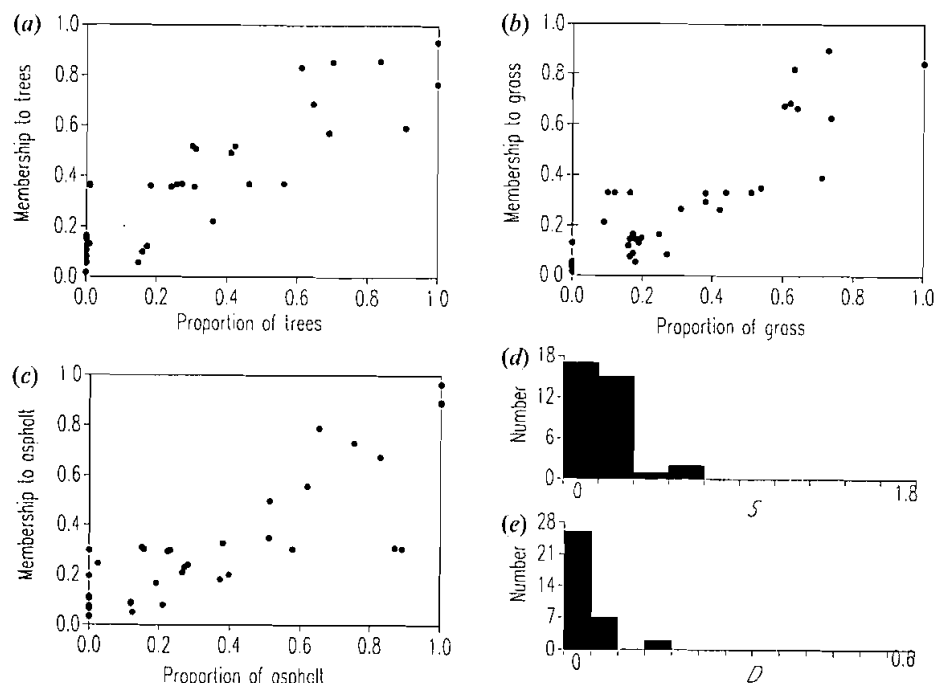 (a)
1.0
0.8
0.6
0.4
0.2
0.0
Membership to trees
0.0 0.2 0.4 0.6 0.8 1.0
Proportion of trees
(b)
1.0
0.8
0.6
0.4
0.2
0.0
Membership to grass
0.0 0.2 0.4 0.6 0.8 1.0
Proportion of grass
(c)
1.0
0.8
0.6
0.4
0.2
0.0
Membership to asphalt
0.0 0.2 0.4 0.6 0.8 1.0
Proportion of asphalt
(d)
18
12
6
0
Number
0 1.8
S
(e)
28
21
14
7
0
Number
0 0.8
D